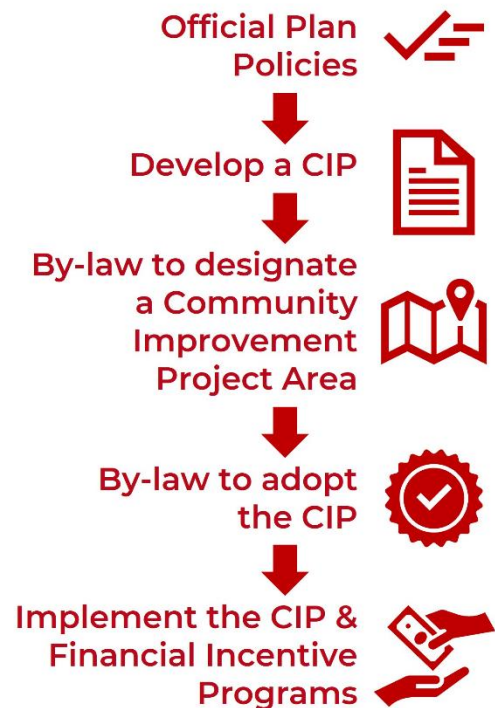 Official Plan
Policies
Develop a CIP
By-law to designate
a Community
Improvement
Project Area
By-law to adopt
the CIP
Implement the CIP &
Financial Incentive
Programs